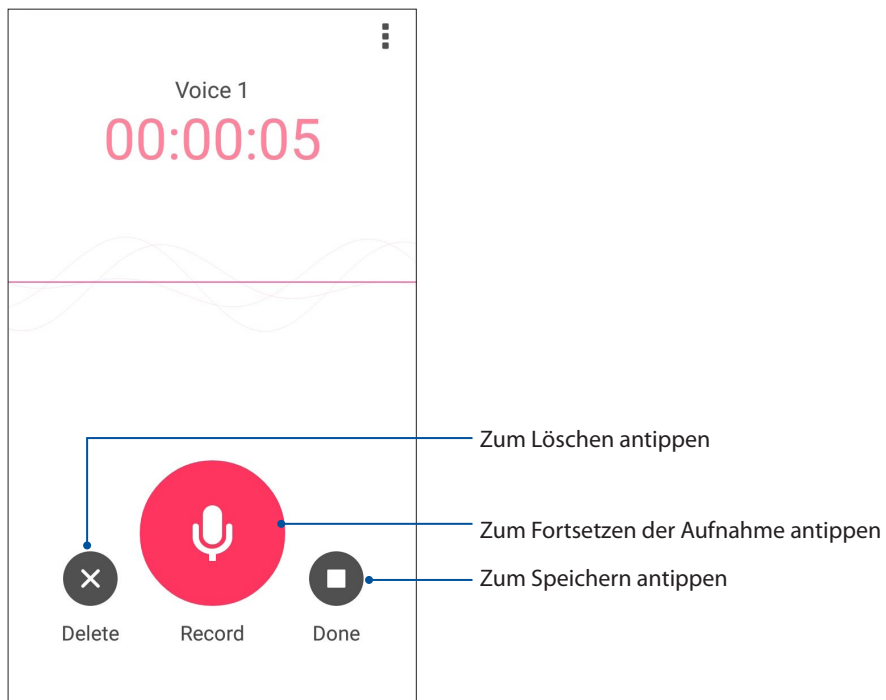 Voice 1
00:00:05
Zum Löschen antippen
Zum Fortsetzen der Aufnahme antippen
Zum Speichern antippen
Delete
Record
Done